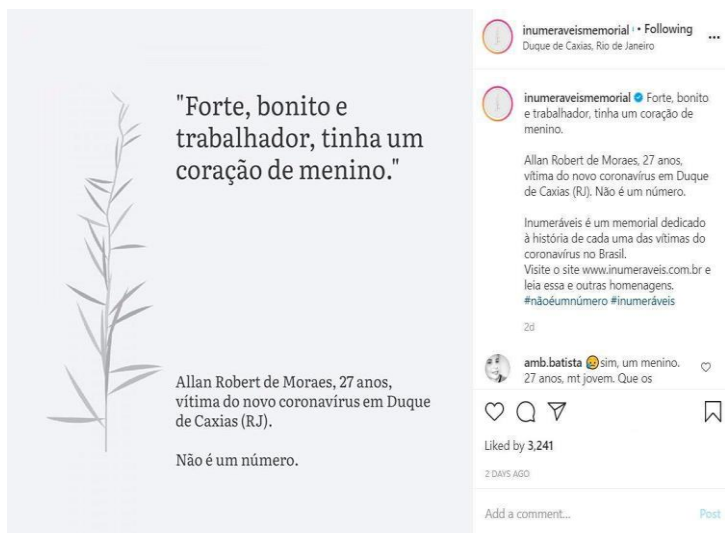 "Forte, bonito e
trabalhador, tinha um
coração de menino."
Allan Robert de Moraes, 27 anos,
vítima do novo coronavírus em Duque
de Caxias (RJ).
Não é um número.
inumeraveismemorial • Following
Duque de Caxias, Rio de Janeiro
inumeraveismemorial Forte, bonito
e trabalhador, tinha um coração de
menino.
Allan Robert de Moraes, 27 anos,
vítima do novo coronavírus em Duque
de Caxias (RJ). Não é um número.
Inumeráveis é um memorial dedicado
à história de cada uma das vítimas do
coronavírus no Brasil.
Visite o site www.inumeraveis.com.br e
leia essa e outras homenagens.
#nãoéumnúmero #inumeráveis
2d
amb.batista 😥sim, um menino.
27 anos, mt jovem. Que os
Liked by 3,241
2 DAYS AGO
Add a comment...
Post